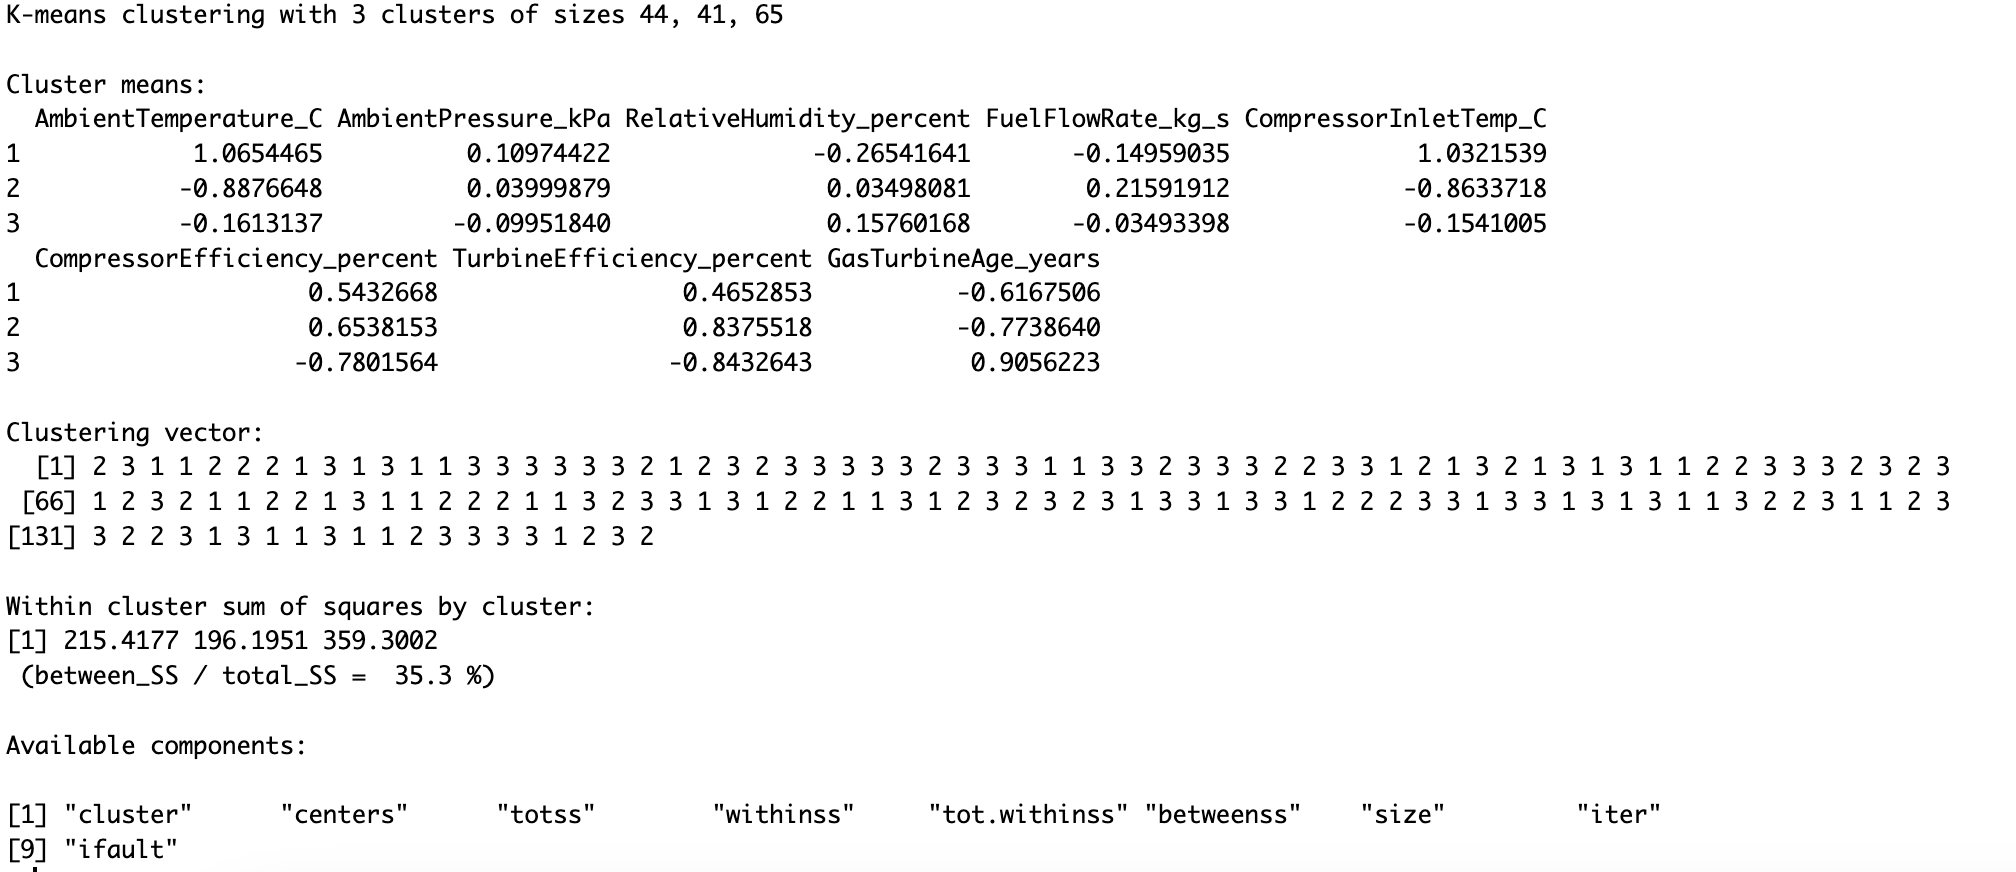 K-means clustering with 3 clusters of sizes 44, 41, 65
Cluster means:
AmbientTemperature_C AmbientPressure_kPa RelativeHumidity_percent FuelFlowRate_kg_s CompressorInletTemp_C
1 1.0654465 0.10974422 -0.26541641 -0.14959035 1.0321539
2 -0.8876648 0.03999879 0.03498081 0.21591912 -0.8633718
3 -0.1613137 -0.09951840 0.15760168 -0.03493398 -0.1541005
CompressorEfficiency_percent TurbineEfficiency_percent GasTurbineAge_years
1 0.5432668 0.4652853 -0.6167506
2 0.6538153 0.8375518 -0.7738640
3 -0.7801564 -0.8432643 0.9056223
Clustering vector:
[1] 2 3 1 1 2 2 2 1 3 1 3 1 1 3 3 3 3 3 3 2 1 2 3 2 3 3 3 3 3 2 3 3 3 1 1 3 3 2 3 3 3 2 2 3 3 1 2 1 3 2 1 3 1 3 1 1 2 2 3 3 3 2 3 2 3
[66] 1 2 3 2 1 1 2 2 1 3 1 1 2 2 2 1 1 3 2 3 3 1 3 1 2 2 1 1 3 1 2 3 2 3 2 3 1 3 3 1 3 3 1 2 2 2 3 3 1 3 3 1 3 1 3 1 1 3 2 2 3 1 1 2 3
[131] 3 2 2 3 1 3 1 1 3 1 1 2 3 3 3 3 1 2 3 2
Within cluster sum of squares by cluster:
[1] 215.4177 196.1951 359.3002
(between_SS / total_SS = 35.3 %)
Available components:
[1] "cluster" "centers" "totss" "withinss" "tot.withinss" "betweenss" "size" "iter"
[9] "ifault"